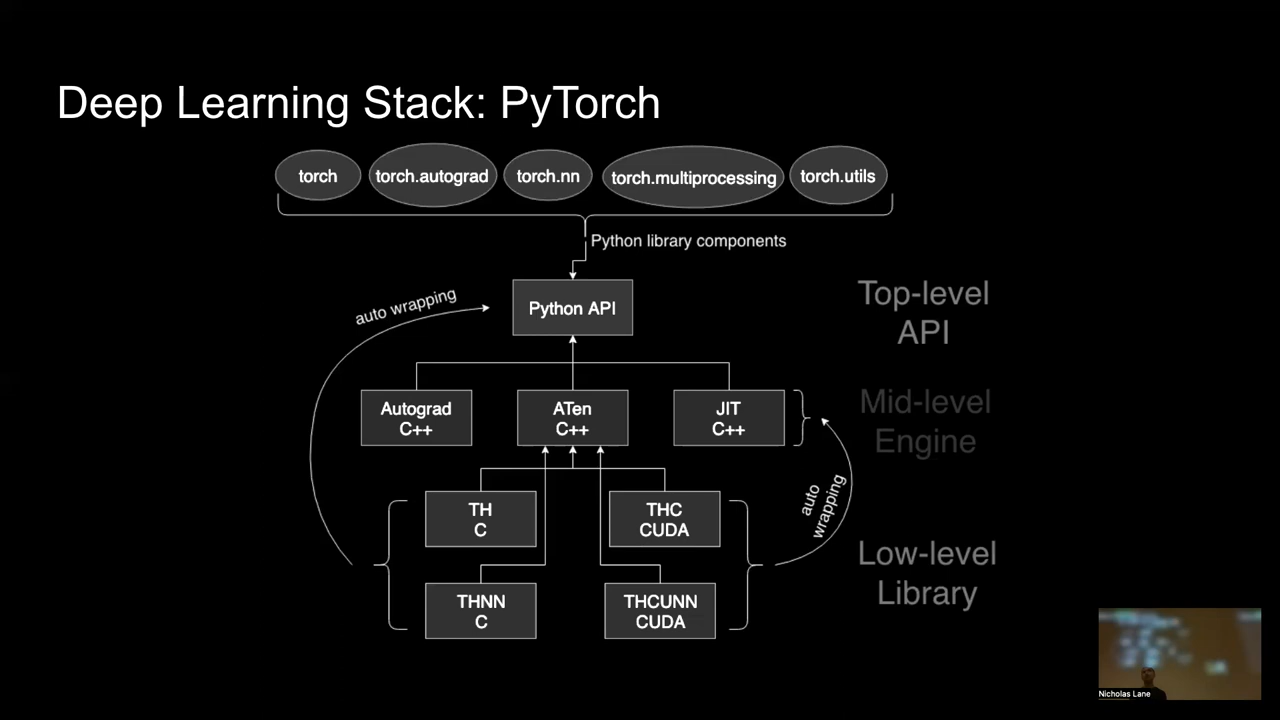 Deep Learning Stack: PyTorch
torch
torch.autograd
torch.nn
torch.multiprocessing
torch.utils
Python library components
auto wrapping
Python API
Top-level
API
Autograd
C++
ATen
C++
JIT
C++
Mid-level
Engine
auto
wrapping
TH
C
THC
CUDA
Low-level
Library
THNN
C
THCUNN
CUDA
Nicholas Lane